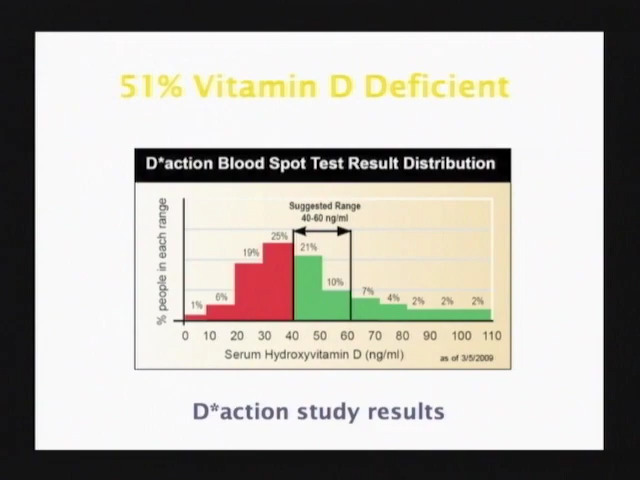 51% Vitamin D Deficient
D*action Blood Spot Test Result Distribution
% people in each range
Suggested Range
40-60 ng/ml
1%
6%
19%
25%
21%
10%
7%
4%
2%
2%
2%
0 10 20 30 40 50 60 70 80 90 100 110
Serum Hydroxyvitamin D (ng/ml)
as of 3/5/2009
D*action study results